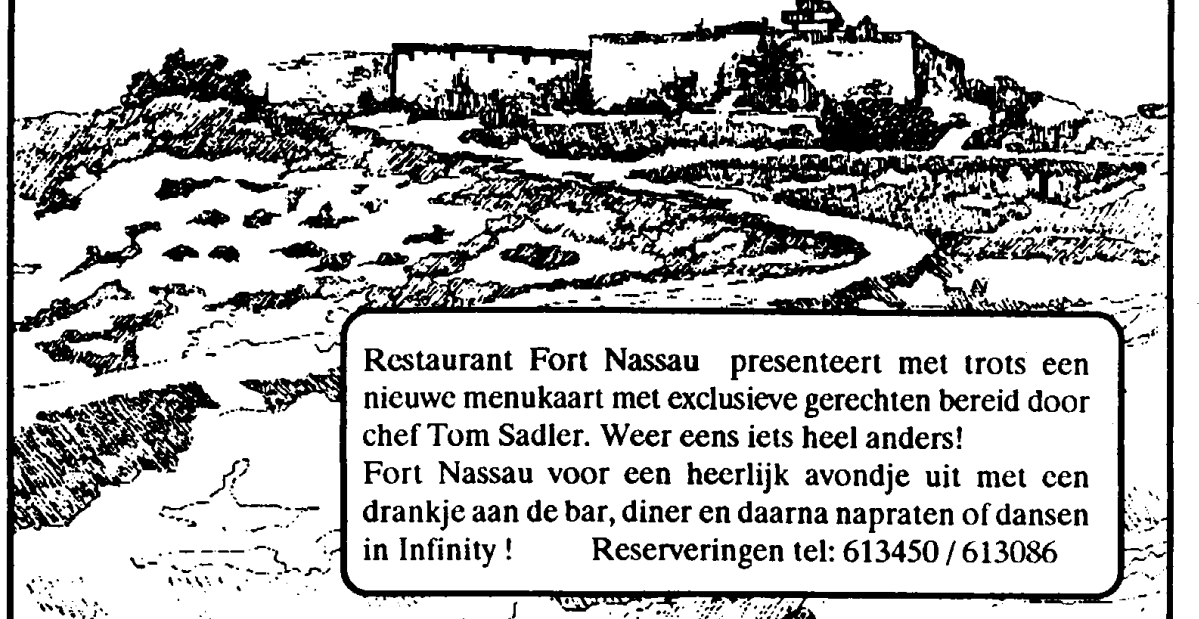 Restaurant Fort Nassau presenteert met trots een
nieuwe menukaart met exclusieve gerechten bereid door
chef Tom Sadler. Weer eens iets heel anders!
Fort Nassau voor een heerlijk avondje uit met een
drankje aan de bar, diner en daarna napraten of dansen
in Infinity ! Reserveringen tel: 613450 / 613086